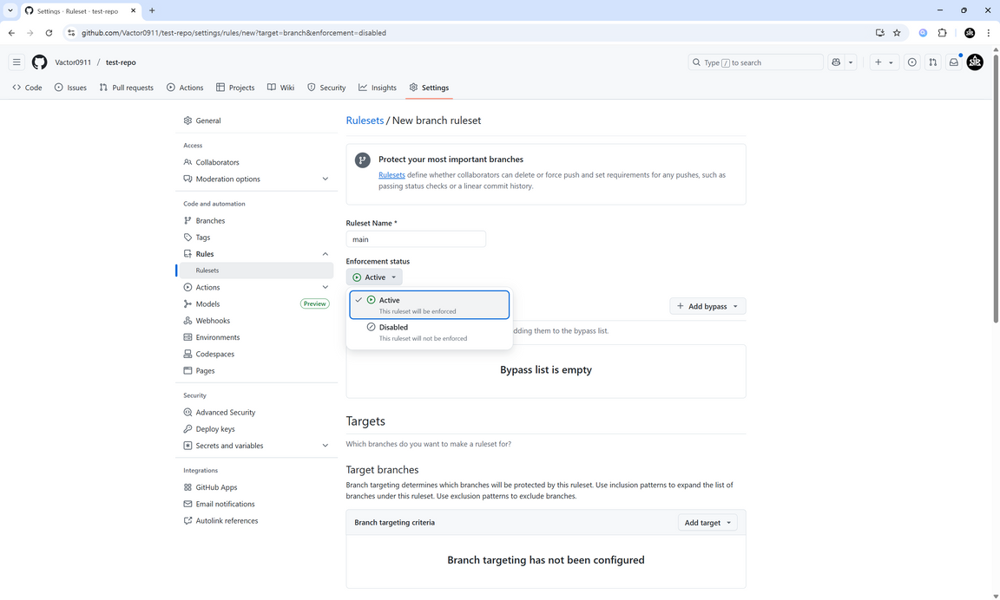 Settings · Ruleset · test-repo
github.com/Vactor0911/test-repo/settings/rules/new?target=branch&enforcement=disabled
Vactor0911 / test-repo
Type / to search
Code
Issues
Pull requests
Actions
Projects
Wiki
Security
Insights
Settings
General
Access
Collaborators
Moderation options
Code and automation
Branches
Tags
Rules
Rulesets
Actions
Models
Preview
Webhooks
Environments
Codespaces
Pages
Security
Advanced Security
Deploy keys
Secrets and variables
Integrations
GitHub Apps
Email notifications
Autolink references
Rulesets / New branch ruleset
Protect your most important branches
Rulesets define whether collaborators can delete or force push and set requirements for any pushes, such as
passing status checks or a linear commit history.
Ruleset Name *
main
Enforcement status
Active
Active
This ruleset will be enforced
Disabled
This ruleset will not be enforced
Add bypass
dding them to the bypass list.
Bypass list is empty
Targets
Which branches do you want to make a ruleset for?
Target branches
Branch targeting determines which branches will be protected by this ruleset. Use inclusion patterns to expand the list of
branches under this ruleset. Use exclusion patterns to exclude branches.
Branch targeting criteria
Add target
Branch targeting has not been configured